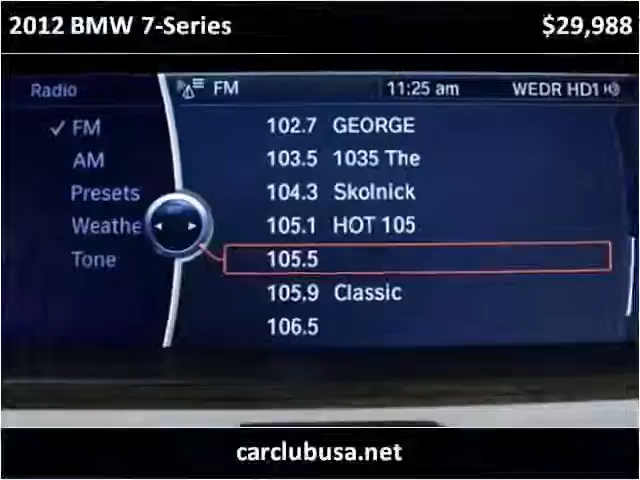 2012 BMW 7-Series $29,988
Radio FM 11:25 am WEDR HD1
✓ FM
AM
Presets
Weathe
Tone
102.7 GEORGE
103.5 1035 The
104.3 Skolnick
105.1 HOT 105
105.5
105.9 Classic
106.5
carclubusa.net